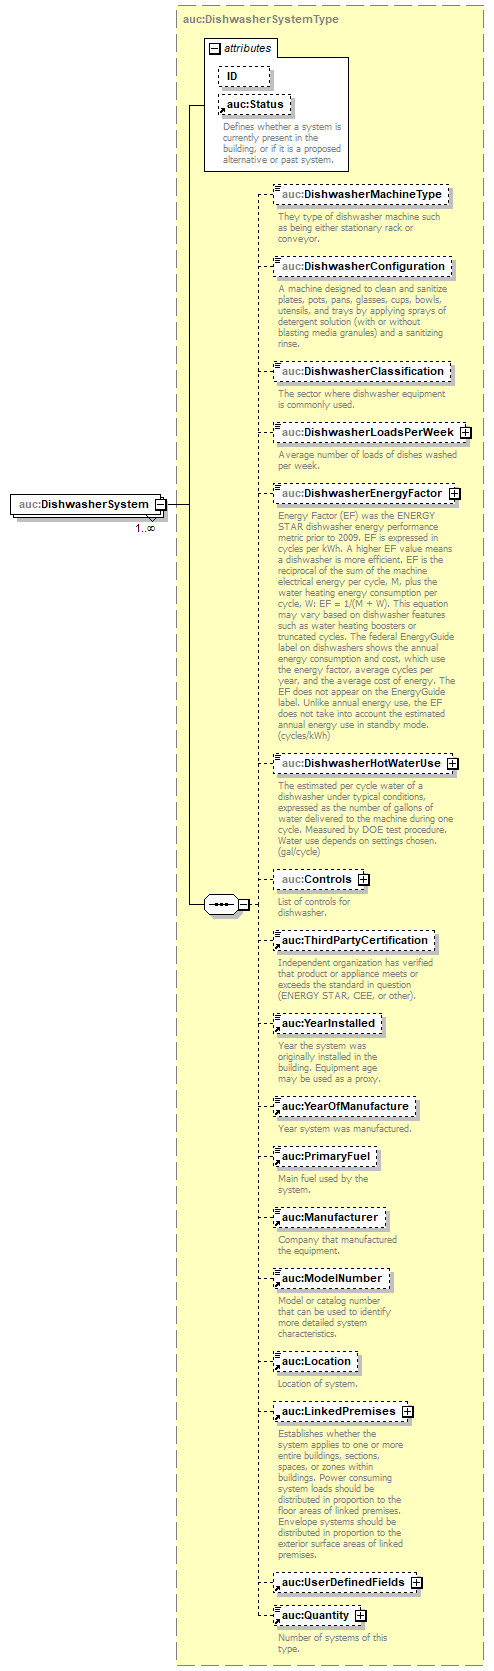 auc:DishwasherSystemType
attributes
ID
auc:Status
Defines whether a system is
currently present in the
building, or if it is a proposed
alternative or past system.
auc:DishwasherMachineType
They type of dishwasher machine such
as being either stationary rack or
conveyor.
auc:DishwasherConfiguration
A machine designed to clean and sanitize
plates, pots, pans, glasses, cups, bowls,
utensils, and trays by applying sprays of
detergent solution (with or without
blasting media granules) and a sanitizing
rinse.
auc:DishwasherClassification
The sector where dishwasher equipment
is commonly used.
auc:DishwasherLoadsPerWeek
Average number of loads of dishes washed
per week.
auc:DishwasherEnergyFactor
Energy Factor (EF) was the ENERGY
STAR dishwasher energy performance
metric prior to 2009. EF is expressed in
cycles per kWh. A higher EF value means
a dishwasher is more efficient. EF is the
reciprocal of the sum of the machine
electrical energy per cycle, M, plus the
water heating energy consumption per
cycle, W: EF = 1/(M + W). This equation
may vary based on dishwasher features
such as water heating boosters or
truncated cycles. The federal EnergyGuide
label on dishwashers shows the annual
energy consumption and cost, which use
the energy factor, average cycles per
year, and the average cost of energy. The
EF does not appear on the EnergyGuide
label. Unlike annual energy use, the EF
does not take into account the estimated
annual energy use in standby mode.
(cycles/kWh)
auc:DishwasherSystem
1..∞
auc:DishwasherHotWaterUse
The estimated per cycle water of a
dishwasher under typical conditions,
expressed as the number of gallons of
water delivered to the machine during one
cycle. Measured by DOE test procedure.
Water use depends on settings chosen.
(gal/cycle)
auc:Controls
List of controls for
dishwasher.
auc:ThirdPartyCertification
Independent organization has verified
that product or appliance meets or
exceeds the standard in question
(ENERGY STAR, CEE, or other).
auc:YearInstalled
Year the system was
originally installed in the
building. Equipment age
may be used as a proxy.
auc:YearOfManufacture
Year system was manufactured.
auc:PrimaryFuel
Main fuel used by the
system.
auc:Manufacturer
Company that manufactured
the equipment.
auc:ModelNumber
Model or catalog number
that can be used to identify
more detailed system
characteristics.
auc:Location
Location of system.
auc:LinkedPremises
Establishes whether the
system applies to one or more
entire buildings, sections,
spaces, or zones within
buildings. Power consuming
system loads should be
distributed in proportion to the
floor areas of linked premises.
Envelope systems should be
distributed in proportion to the
exterior surface areas of linked
premises.
auc:UserDefinedFields
auc:Quantity
Number of systems of this
type.